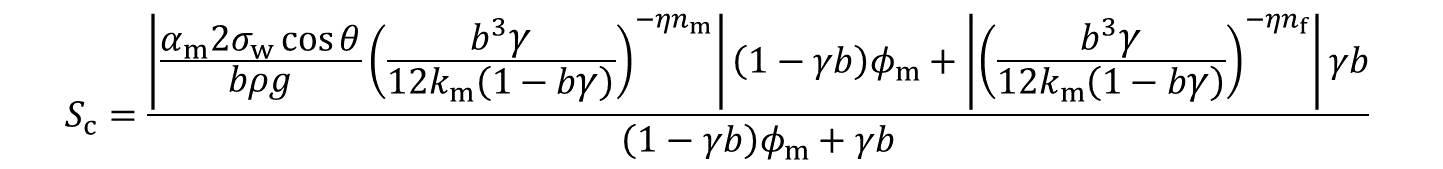 S_c = \frac{\left|\frac{\alpha_m 2\sigma_w \cos\theta}{b\rho g}\left(\frac{b^3\gamma}{12k_m(1-b\gamma)}\right)^{-\eta n_m}\right|(1-\gamma b)\phi_m + \left|\left(\frac{b^3\gamma}{12k_m(1-b\gamma)}\right)^{-\eta n_f}\right|\gamma b}{(1-\gamma b)\phi_m + \gamma b}